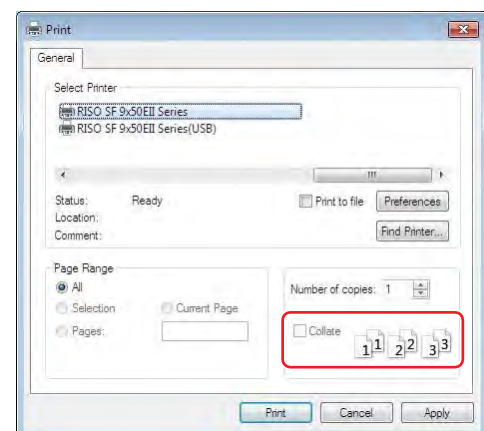 Print
General
Select Printer
RISO SF 9x50EII Series
RISO SF 9x50EII Series(USB)
Status: Ready
Print to file
Preferences
Location:
Comment:
Find Printer...
Page Range
All
Selection
Current Page
Pages:
Number of copies: 1
Collate
1 1 2 2 3 3
Print
Cancel
Apply